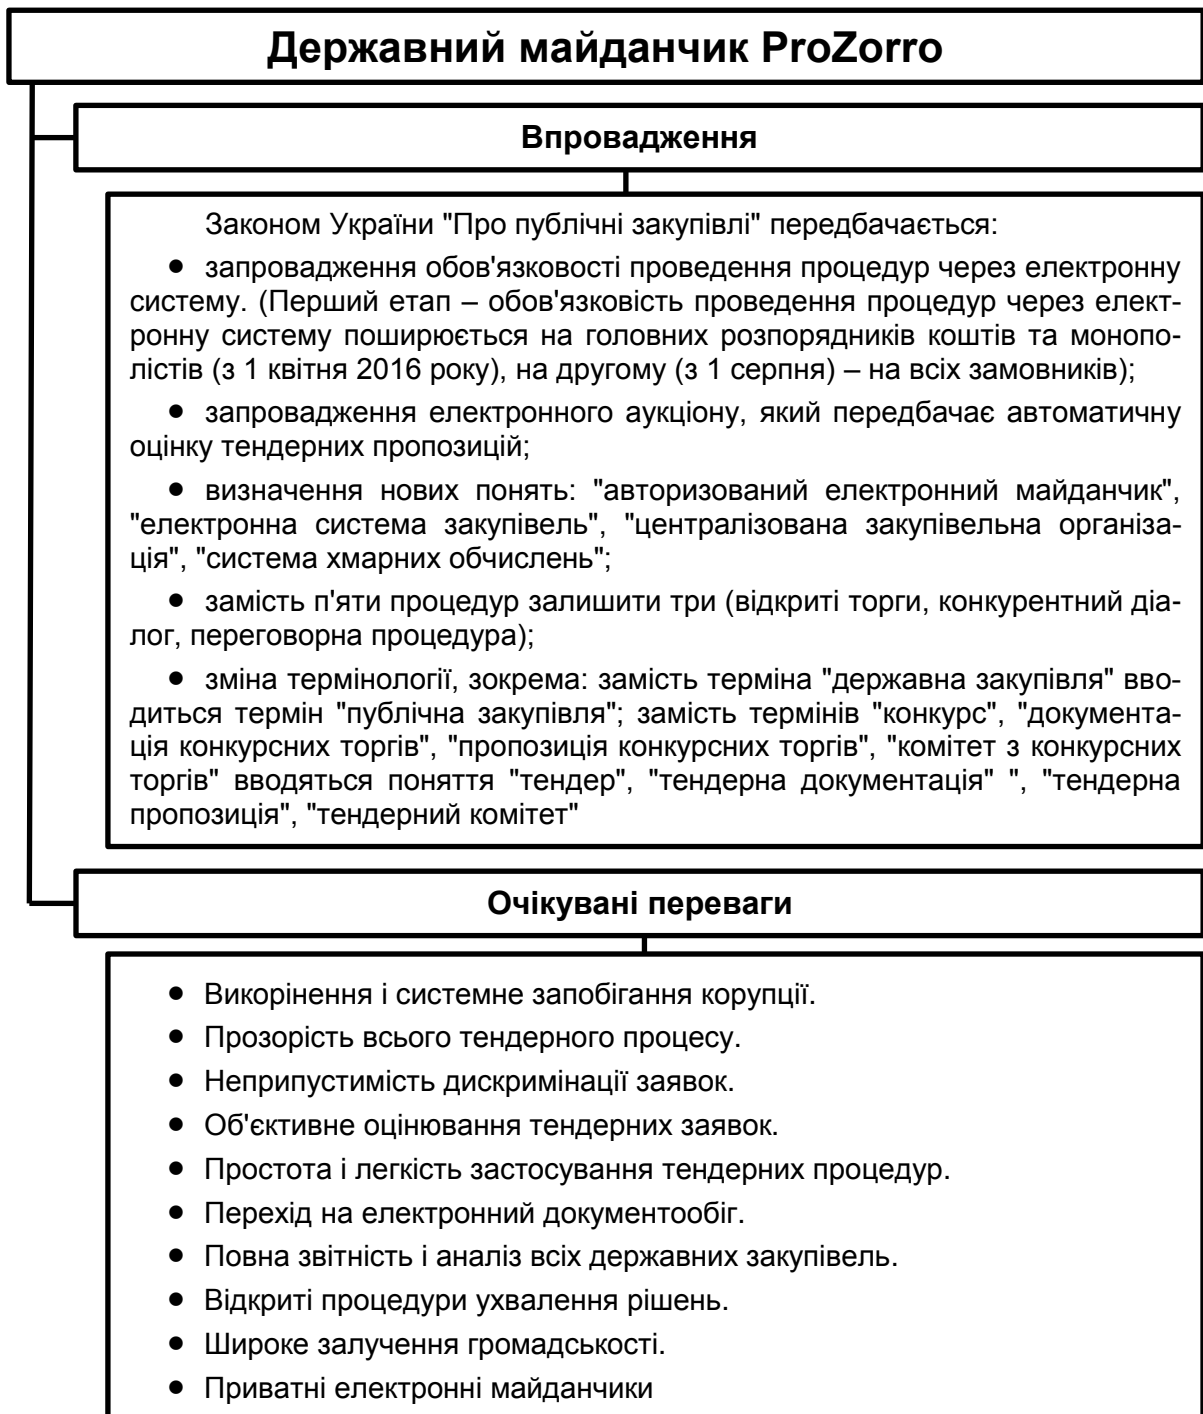 Державний майданчик ProZorro
Впровадження
Законом України "Про публічні закупівлі" передбачається:
• запровадження обов'язковості проведення процедур через електронну
систему. (Перший етап – обов'язковість проведення процедур через елект-
ронну систему поширюється на головних розпорядників коштів та монопо-
лістів (з 1 квітня 2016 року), на другому (з 1 серпня) – на всіх замовників);
• запровадження електронного аукціону, який передбачає автоматичну
оцінку тендерних пропозицій;
• визначення нових понять: "авторизований електронний майданчик",
"електронна система закупівель", "централізована закупівельна організа-
ція", "система хмарних обчислень";
• замість п'яти процедур залишити три (відкриті торги, конкурентний діа-
лог, переговорна процедура);
• зміна термінології, зокрема: замість терміна "державна закупівля" вво-
диться термін "публічна закупівля"; замість термінів "конкурс", "документа-
ція конкурсних торгів", "пропозиція конкурсних торгів", "комітет з конкурсних
торгів" вводяться поняття "тендер", "тендерна документація" ", "тендерна
пропозиція", "тендерний комітет"
Очікувані переваги
• Викорінення і системне запобігання корупції.
• Прозорість всього тендерного процесу.
• Неприпустимість дискримінації заявок.
• Об'єктивне оцінювання тендерних заявок.
• Простота і легкість застосування тендерних процедур.
• Перехід на електронний документообіг.
• Повна звітність і аналіз всіх державних закупівель.
• Відкриті процедури ухвалення рішень.
• Широке залучення громадськості.
• Приватні електронні майданчики